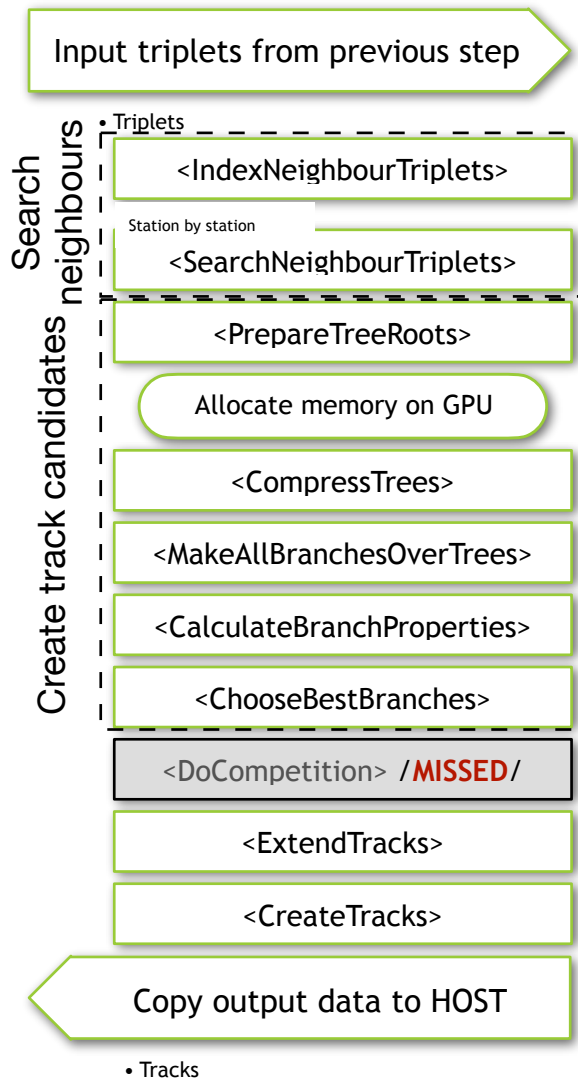 Input triplets from previous step
• Triplets
Search
neighbours
<IndexNeighbourTriplets>
Station by station
<SearchNeighbourTriplets>
Create track candidates
<PrepareTreeRoots>
Allocate memory on GPU
<CompressTrees>
<MakeAllBranchesOverTrees>
<CalculateBranchProperties>
<ChooseBestBranches>
<DoCompetition> /MISSED/
<ExtendTracks>
<CreateTracks>
Copy output data to HOST
• Tracks